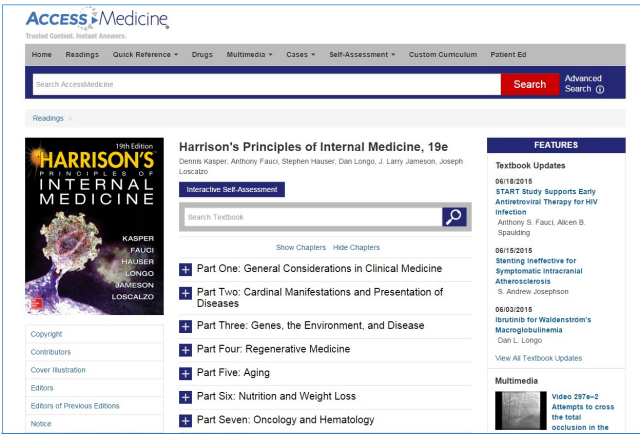 ACCESS Medicine
Trusted Content. Instant Answers.
Home Readings Quick Reference Drugs Multimedia Cases Self-Assessment Custom Curriculum Patient Ed
Search AccessMedicine
Search
Advanced
Search
Readings »
19th Edition
HARRISON'S
PRINCIPLES OF
INTERNAL
MEDICINE
KASPER
FAUCI
HAUSER
LONGO
JAMESON
LOSCALZO
Copyright
Contributors
Cover Illustration
Editors
Editors of Previous Editions
Notice
Harrison's Principles of Internal Medicine, 19e
Dennis Kasper, Anthony Fauci, Stephen Hauser, Dan Longo, J. Larry Jameson, Joseph
Loscalzo
Interactive Self-Assessment
Search Textbook
Show Chapters Hide Chapters
Part One: General Considerations in Clinical Medicine
Part Two: Cardinal Manifestations and Presentation of
Diseases
Part Three: Genes, the Environment, and Disease
Part Four: Regenerative Medicine
Part Five: Aging
Part Six: Nutrition and Weight Loss
Part Seven: Oncology and Hematology
FEATURES
Textbook Updates
06/18/2015
START Study Supports Early
Antiretroviral Therapy for HIV
Infection
Anthony S. Fauci, Alicen B.
Spaulding
06/15/2015
Stenting Ineffective for
Symptomatic Intracranial
Atherosclerosis
S. Andrew Josephson
06/03/2015
Ibrutinib for Waldenström's
Macroglobulinemia
Dan L. Longo
View All Textbook Updates
Multimedia
Video 297e–2
Attempts to cross
the total
occlusion in the